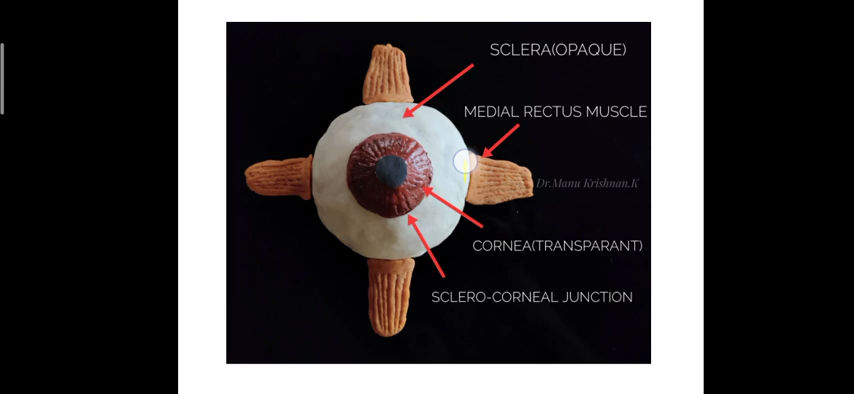 SCLERA(OPAQUE)
MEDIAL RECTUS MUSCLE
Dr.Manu Krishnan.K
CORNEA(TRANSPARANT)
SCLERO-CORNEAL JUNCTION